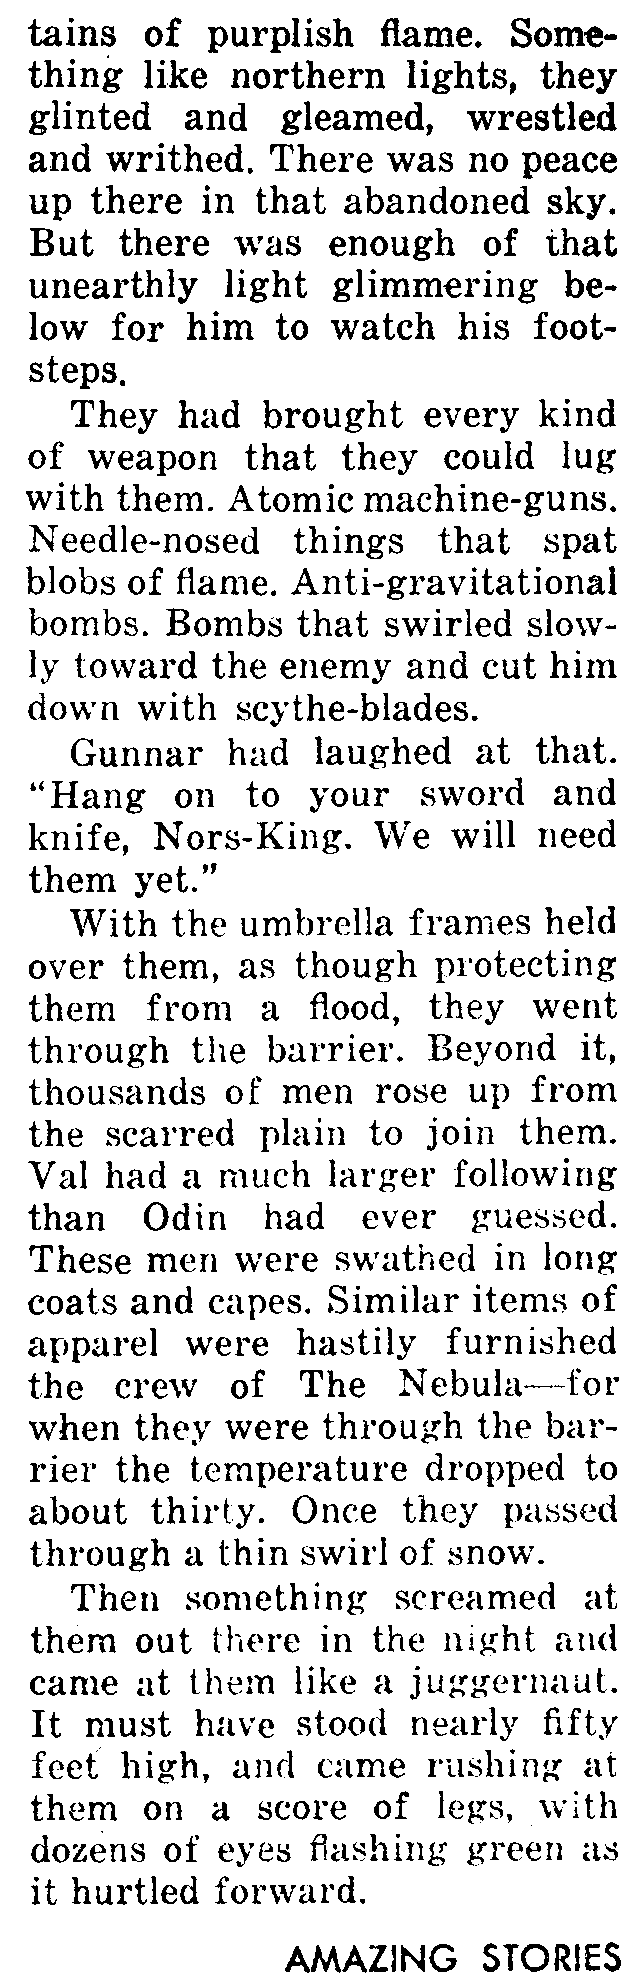 tains of purplish flame. Some-
thing like northern lights, they
glinted and gleamed, wrestled
and writhed. There was no peace
up there in that abandoned sky.
But there was enough of that
unearthly light glimmering be-
low for him to watch his foot-
steps.
They had brought every kind
of weapon that they could lug
with them. Atomic machine-guns.
Needle-nosed things that spat
blobs of flame. Anti-gravitational
bombs. Bombs that swirled slow-
ly toward the enemy and cut him
down with scythe-blades.
Gunnar had laughed at that.
“Hang on to your sword and
knife, Nors-King. We will need
them yet.”
With the umbrella frames held
over them, as though protecting
them from a flood, they went
through the barrier. Beyond it,
thousands of men rose up from
the scarred plain to join them.
Val had a much larger following
than Odin had ever guessed.
These men were swathed in long
coats and capes. Similar items of
apparel were hastily furnished
the crew of The Nebula—for
when they were through the bar-
rier the temperature dropped to
about thirty. Once they passed
through a thin swirl of snow.
Then something screamed at
them out there in the night and
came at them like a juggernaut.
It must have stood nearly fifty
feet high, and came rushing at
them on a score of legs, with
dozens of eyes flashing green as
it hurtled forward.
AMAZING STORIES